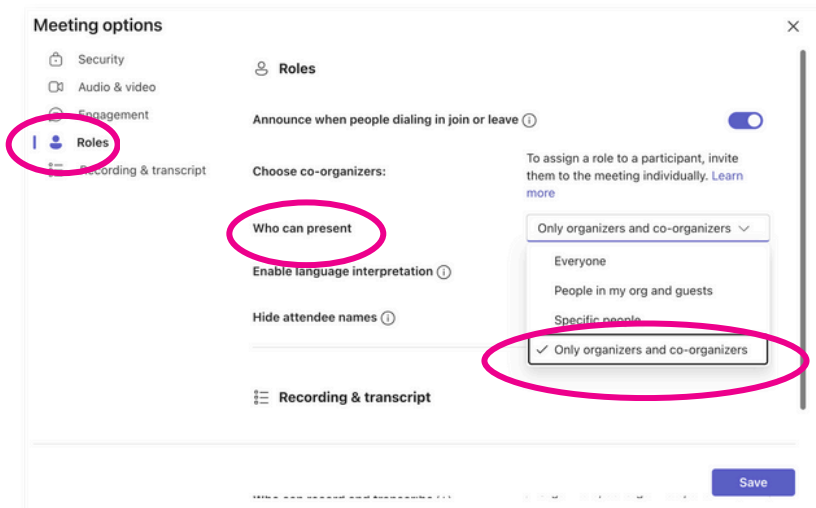 Meeting options
Security
Audio & video
Engagement
Roles
Recording & transcript
Roles
Announce when people dialing in join or leave
Choose co-organizers:
To assign a role to a participant, invite
them to the meeting individually. Learn
more
Who can present
Only organizers and co-organizers
Everyone
People in my org and guests
Specific people
Only organizers and co-organizers
Enable language interpretation
Hide attendee names
Recording & transcript
Save